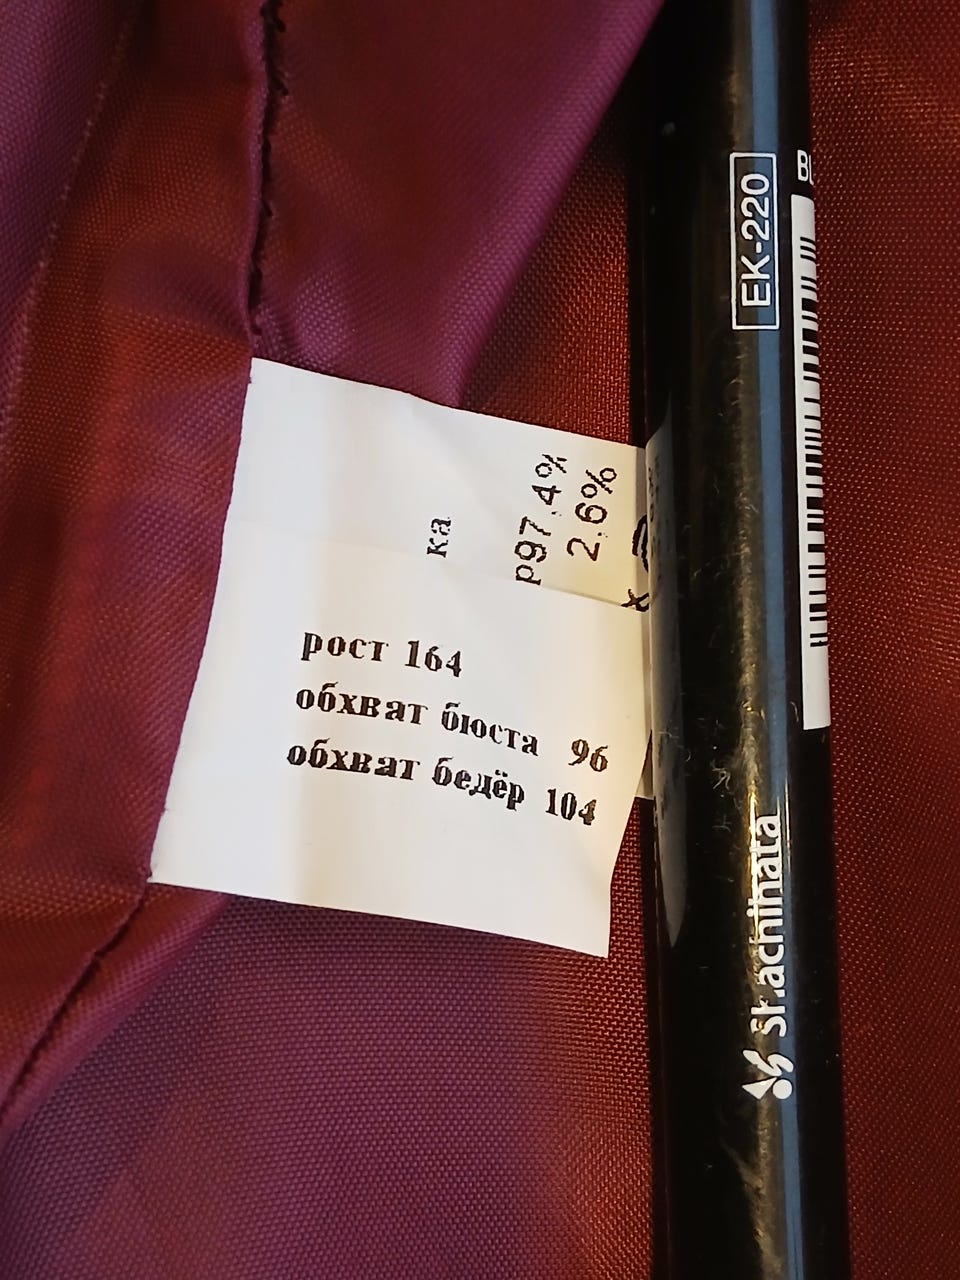 ка
р97.4%
2.6%
рост 164
обхват бюста 96
обхват бедёр 104
EK-220
Shachihata